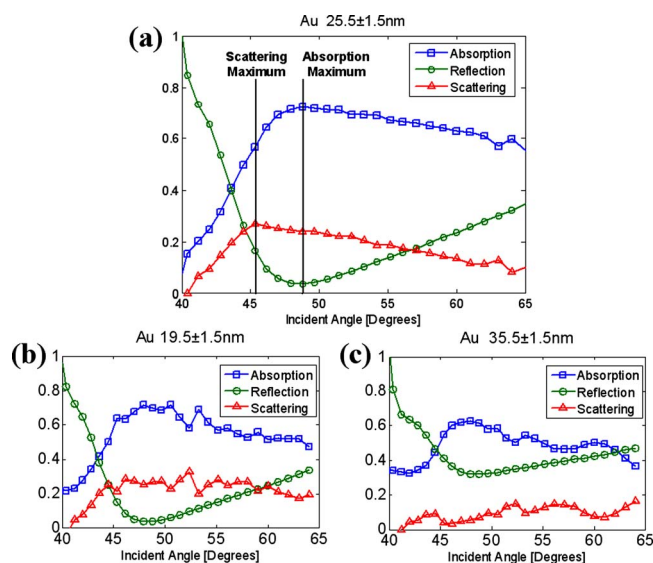 Au 25.5±1.5nm
(a)
Scattering Maximum
Absorption Maximum
Absorption
Reflection
Scattering
1
0.8
0.6
0.4
0.2
0
40 45 50 55 60 65
Incident Angle [Degrees]
(b)
Au 19.5±1.5nm
Absorption
Reflection
Scattering
1
0.8
0.6
0.4
0.2
0
40 45 50 55 60 65
Incident Angle [Degrees]
(c)
Au 35.5±1.5nm
Absorption
Reflection
Scattering
1
0.8
0.6
0.4
0.2
0
40 45 50 55 60 65
Incident Angle [Degrees]